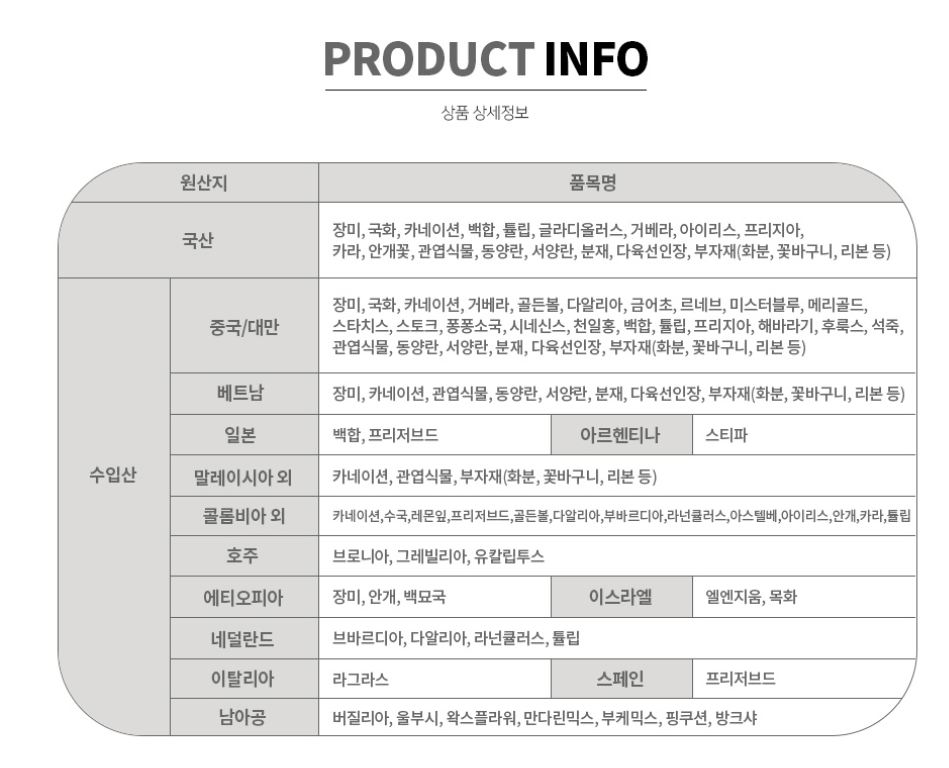 PRODUCT INFO
상품 상세정보
원산지 품목명
국산
장미, 국화, 카네이션, 백합, 튤립, 글라디올러스, 거베라, 아이리스, 프리지아,
카라, 안개꽃, 관엽식물, 동양란, 서양란, 분재, 다육선인장, 부자재(화분, 꽃바구니, 리본 등)
수입산
중국/대만
장미, 국화, 카네이션, 거베라, 골든볼, 다알리아, 금어초, 르네브, 미스터블루, 메리골드,
스타치스, 스토크, 퐁퐁소국, 시네신스, 천일홍, 백합, 튤립, 프리지아, 해바라기, 후룩스, 석죽,
관엽식물, 동양란, 서양란, 분재, 다육선인장, 부자재(화분, 꽃바구니, 리본 등)
베트남 장미, 카네이션, 관엽식물, 동양란, 서양란, 분재, 다육선인장, 부자재(화분, 꽃바구니, 리본 등)
일본 백합, 프리저브드 아르헨티나 스티파
말레이시아 외 카네이션, 관엽식물, 부자재(화분, 꽃바구니, 리본 등)
콜롬비아 외 카네이션,수국,레몬잎,프리저브드,골든볼,다알리아,부바르디아,라넌큘러스,아스텔베,아이리스,안개,카라,튤립
호주 브로니아, 그레빌리아, 유칼립투스
에티오피아 장미, 안개, 백묘국 이스라엘 엘엔지움, 목화
네덜란드 브바르디아, 다알리아, 라넌큘러스, 튤립
이탈리아 라그라스 스페인 프리저브드
남아공 버질리아, 울부시, 왁스플라워, 만다린믹스, 부케믹스, 핑쿠션, 방크샤